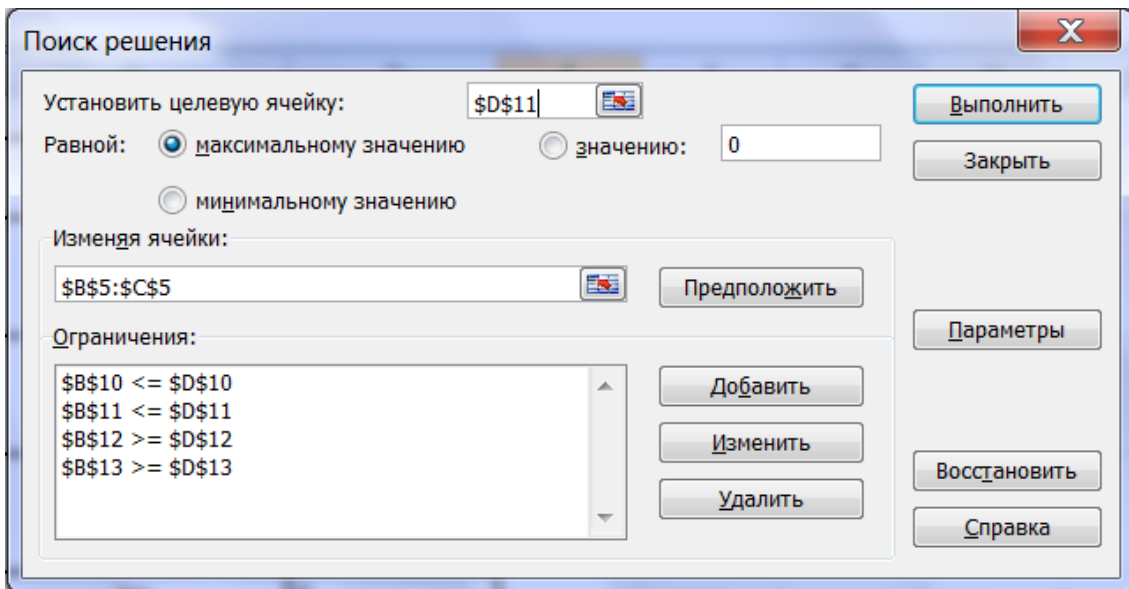 Поиск решения
Установить целевую ячейку: $D$11 Выполнить
Равной: максимальному значению значению: 0 Закрыть
минимальному значению
Изменяя ячейки:
$B$5:$C$5 Предположить
Параметры
Ограничения:
$B$10 <= $D$10 Добавить
$B$11 <= $D$11
$B$12 >= $D$12 Изменить
$B$13 >= $D$13
Восстановить
Удалить
Справка